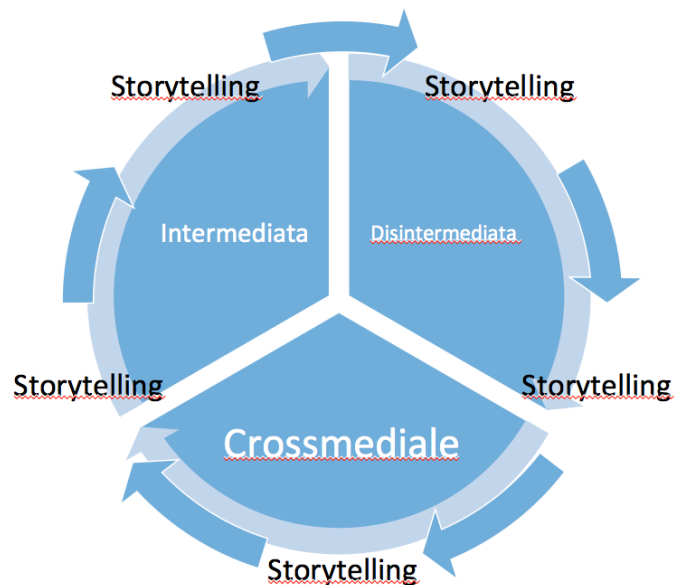 Storytelling
Storytelling
Intermediata
Disintermediata
Storytelling
Storytelling
Crossmediale
Storytelling